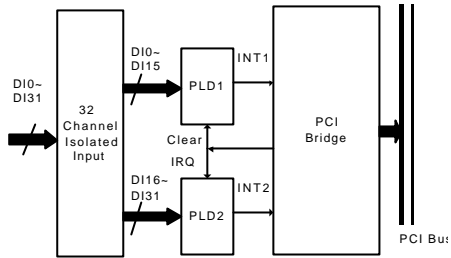 DI0~
DI31
32
Channel
Isolated
Input
DI0~
DI15
PLD1
INT1
Clear
IRQ
DI16~
DI31
PLD2
INT2
PCI
Bridge
PCI Bus